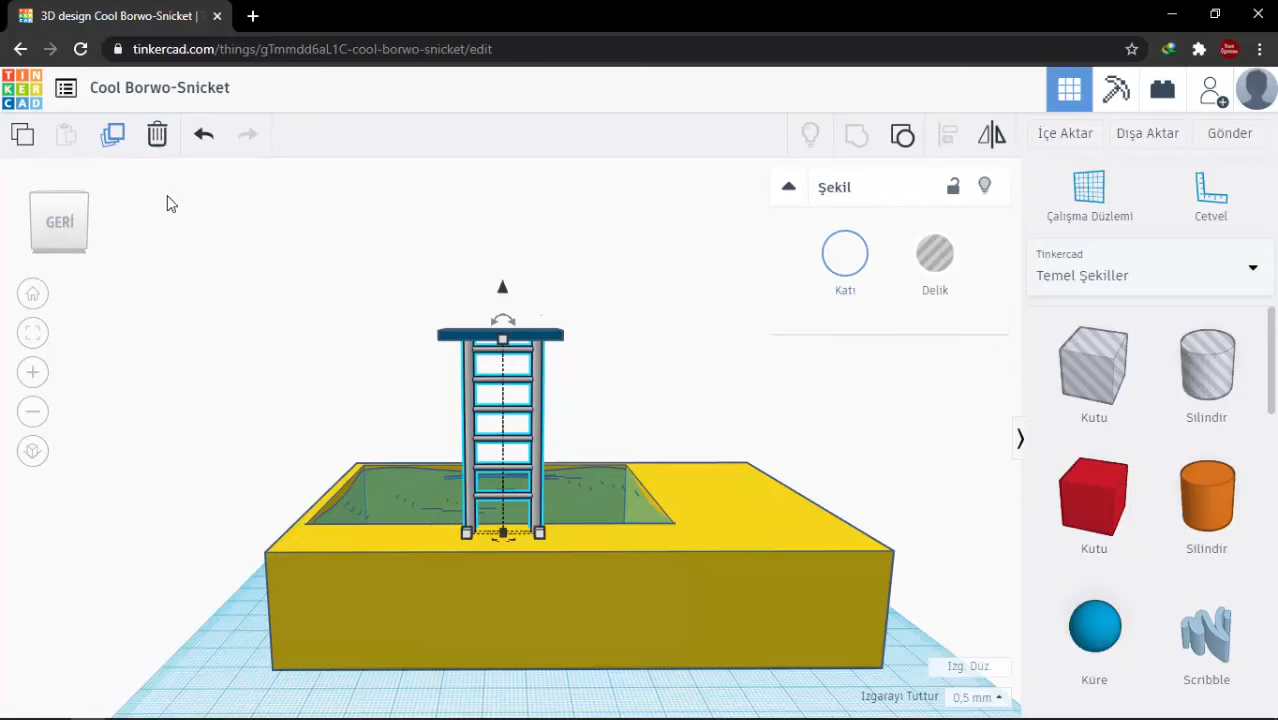 3D design Cool Borwo-Snicket |
tinkercad.com/things/gTmmdd6aL1C-cool-borwo-snicket/edit
TIN
KER
CAD
Cool Borwo-Snicket
İçe Aktar
Dışa Aktar
Gönder
GERİ
Şekil
Katı
Delik
Çalışma Düzlemi
Cetvel
Tinkercad
Temel Şekiller
Kutu
Silindir
Kutu
Silindir
Küre
Scribble
Izg. Düz.
Izgarayı Tuttur
0,5 mm